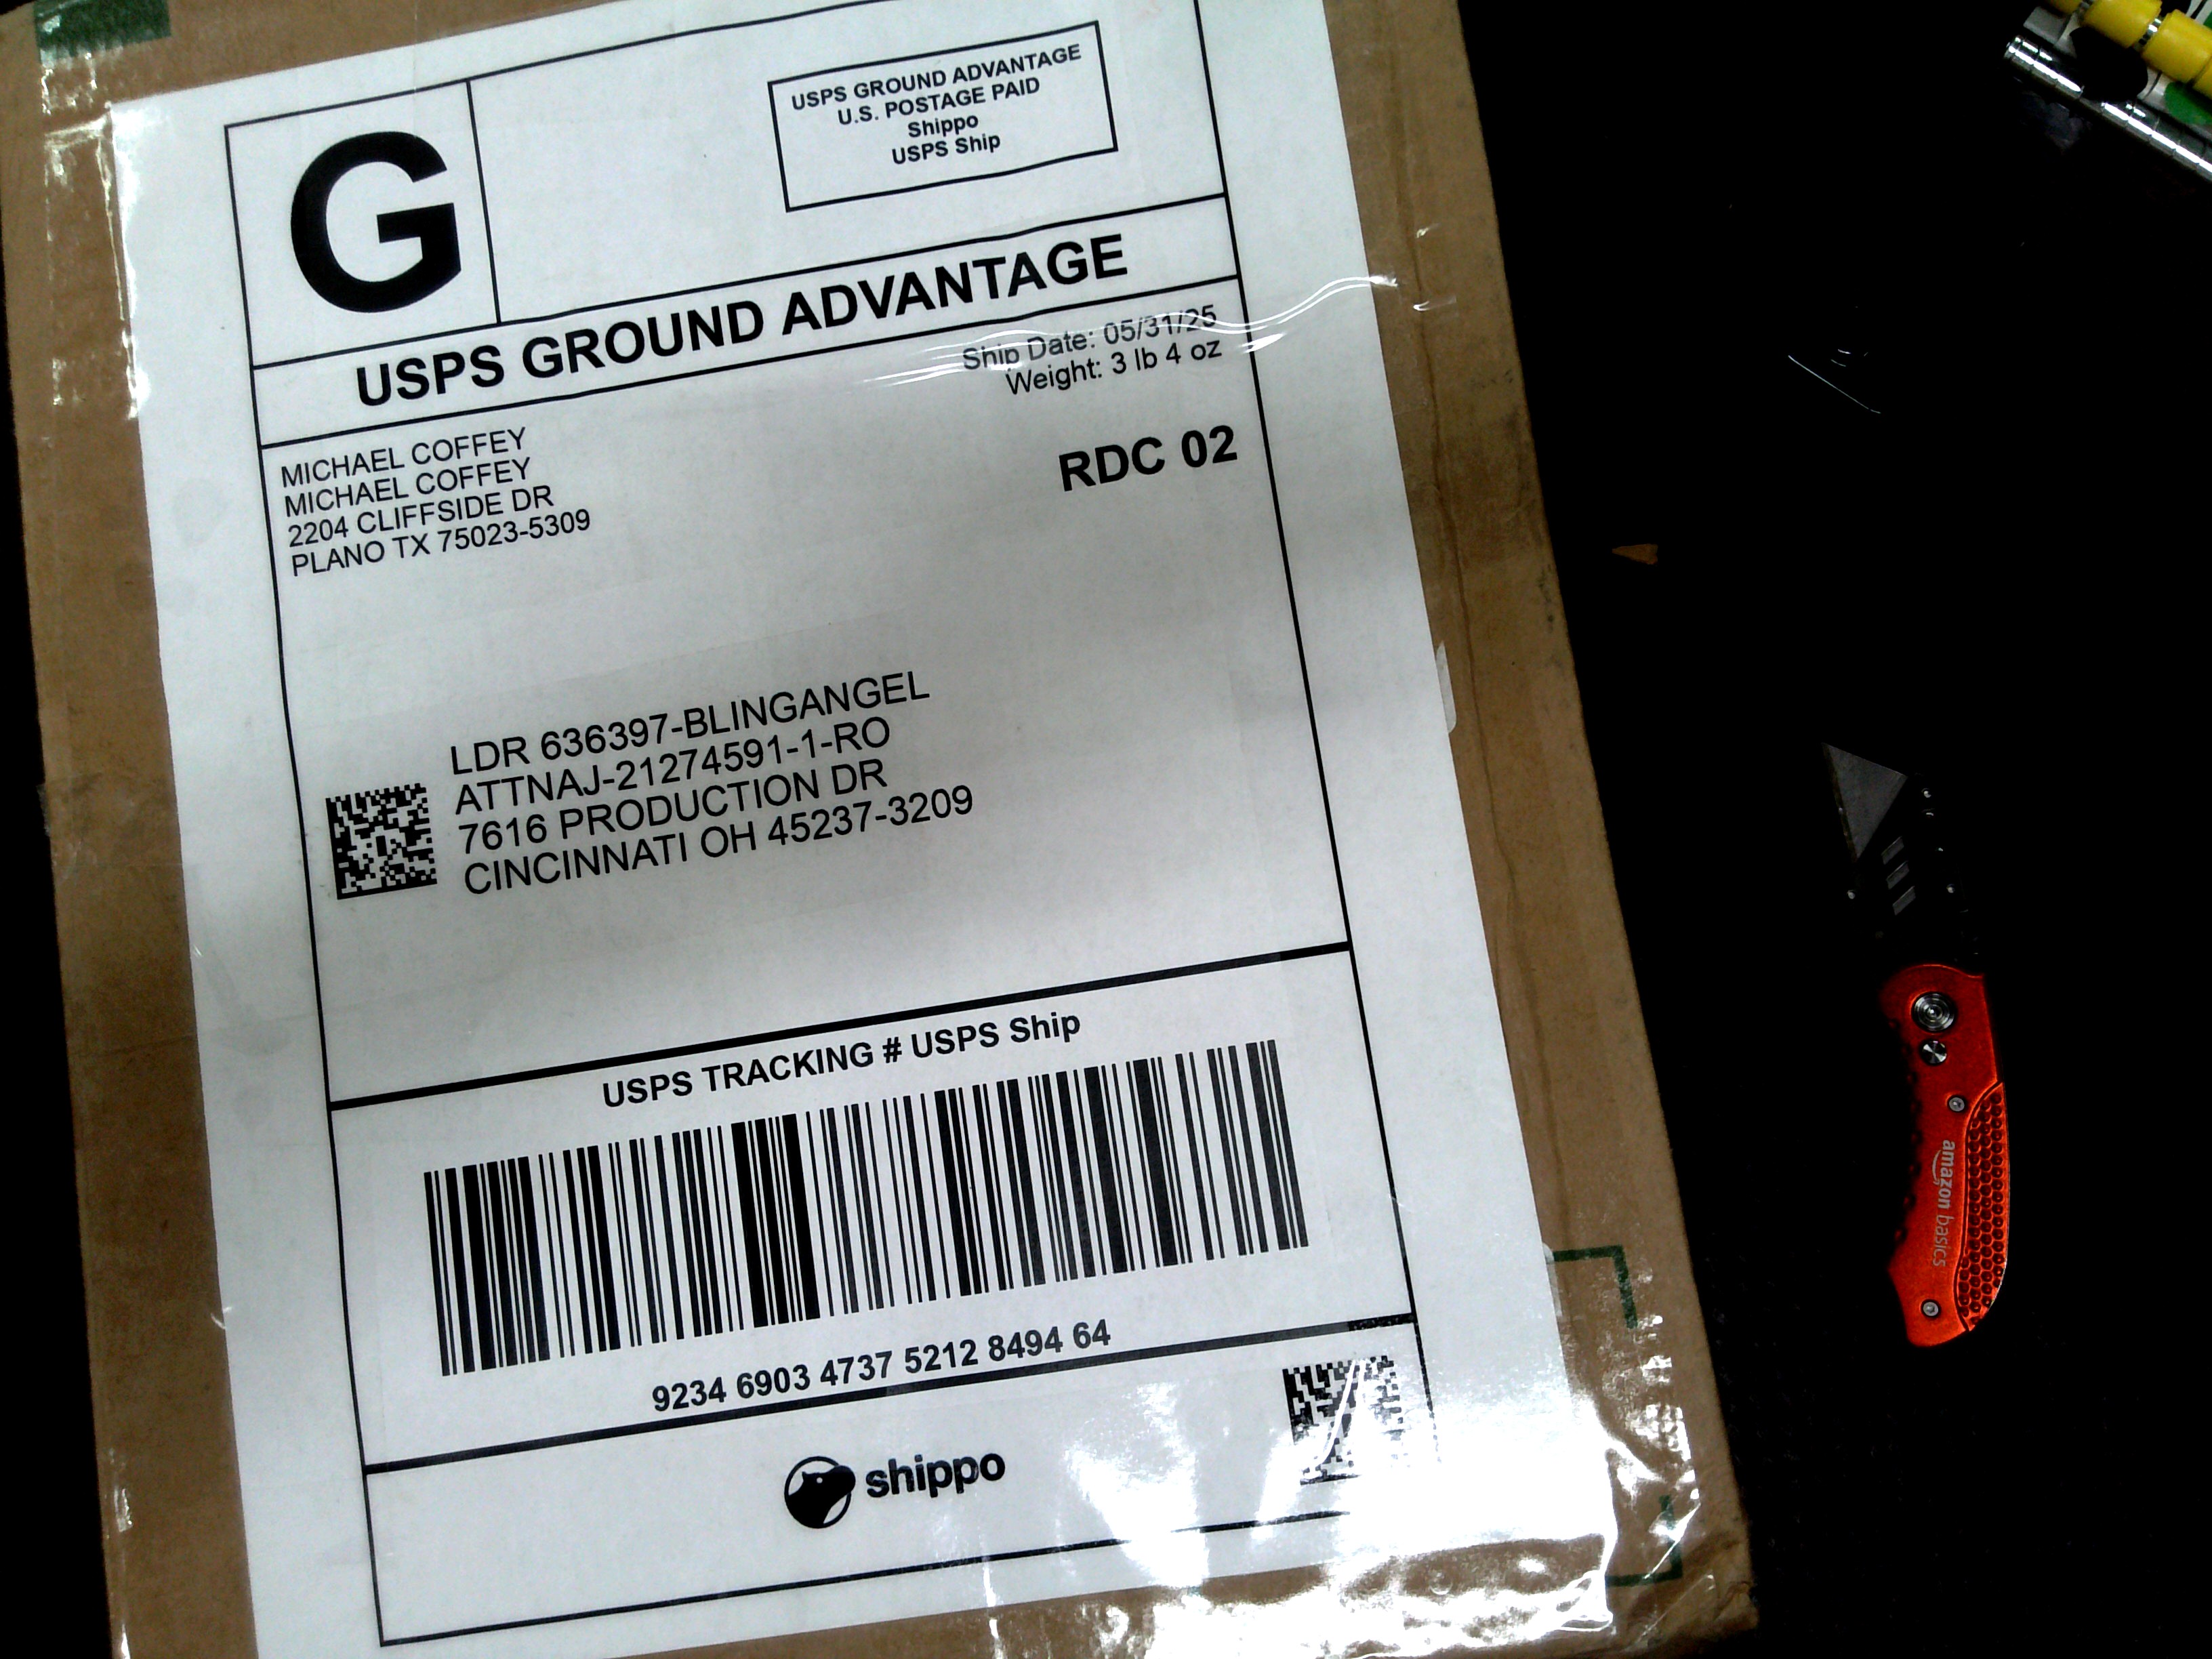 G
USPS GROUND ADVANTAGE
U.S. POSTAGE PAID
Shippo
USPS Ship
USPS GROUND ADVANTAGE
Ship Date: 05/31/25
Weight: 3 lb 4 oz
RDC 02
MICHAEL COFFEY
MICHAEL COFFEY
2204 CLIFFSIDE DR
PLANO TX 75023-5309
LDR 636397-BLINGANGEL
ATTNAJ-21274591-1-RO
7616 PRODUCTION DR
CINCINNATI OH 45237-3209
USPS TRACKING # USPS Ship
9234 6903 4737 5212 8494 64
shippo
amazon basics